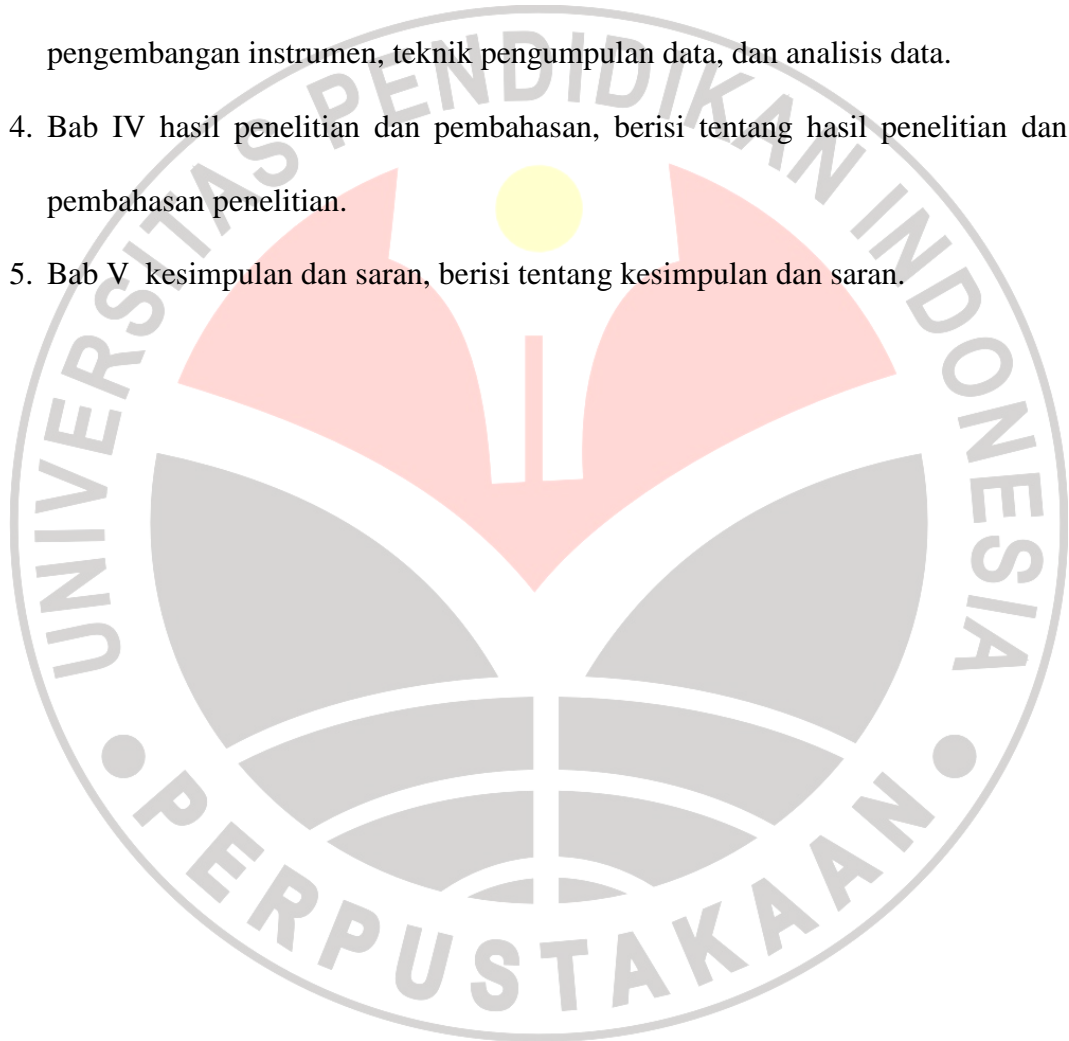 pengembangan instrumen, teknik pengumpulan data, dan analisis data.
4. Bab IV hasil penelitian dan pembahasan, berisi tentang hasil penelitian dan
pembahasan penelitian.
5. Bab V kesimpulan dan saran, berisi tentang kesimpulan dan saran.
UNIVERSITAS PENDIDIKAN INDONESIA
PERPUSTAKAAN